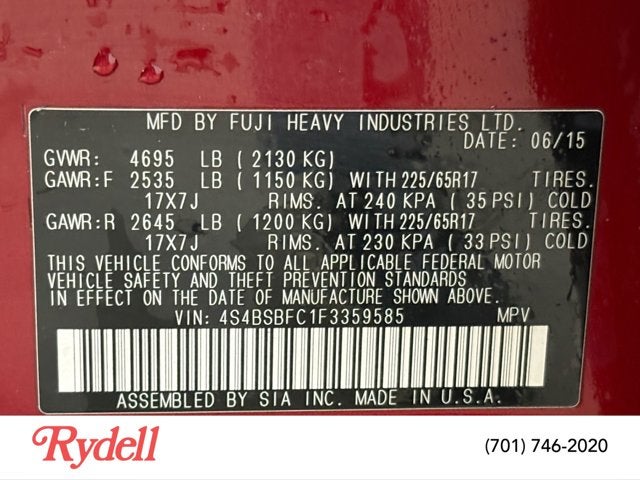 MFD BY FUJI HEAVY INDUSTRIES LTD.
DATE: 06/15
GVWR: 4695 LB ( 2130 KG)
GAWR:F 2535 LB ( 1150 KG) WITH 225/65R17 TIRES.
17X7J RIMS. AT 240 KPA ( 35 PSI) COLD
GAWR:R 2645 LB ( 1200 KG) WITH 225/65R17 TIRES.
17X7J RIMS. AT 230 KPA ( 33 PSI) COLD
THIS VEHICLE CONFORMS TO ALL APPLICABLE FEDERAL MOTOR
VEHICLE SAFETY AND THEFT PREVENTION STANDARDS
IN EFFECT ON THE DATE OF MANUFACTURE SHOWN ABOVE.
VIN: 4S4BSBFC1F3359585 MPV
ASSEMBLED BY SIA INC. MADE IN U.S.A.
Rydell
(701) 746-2020